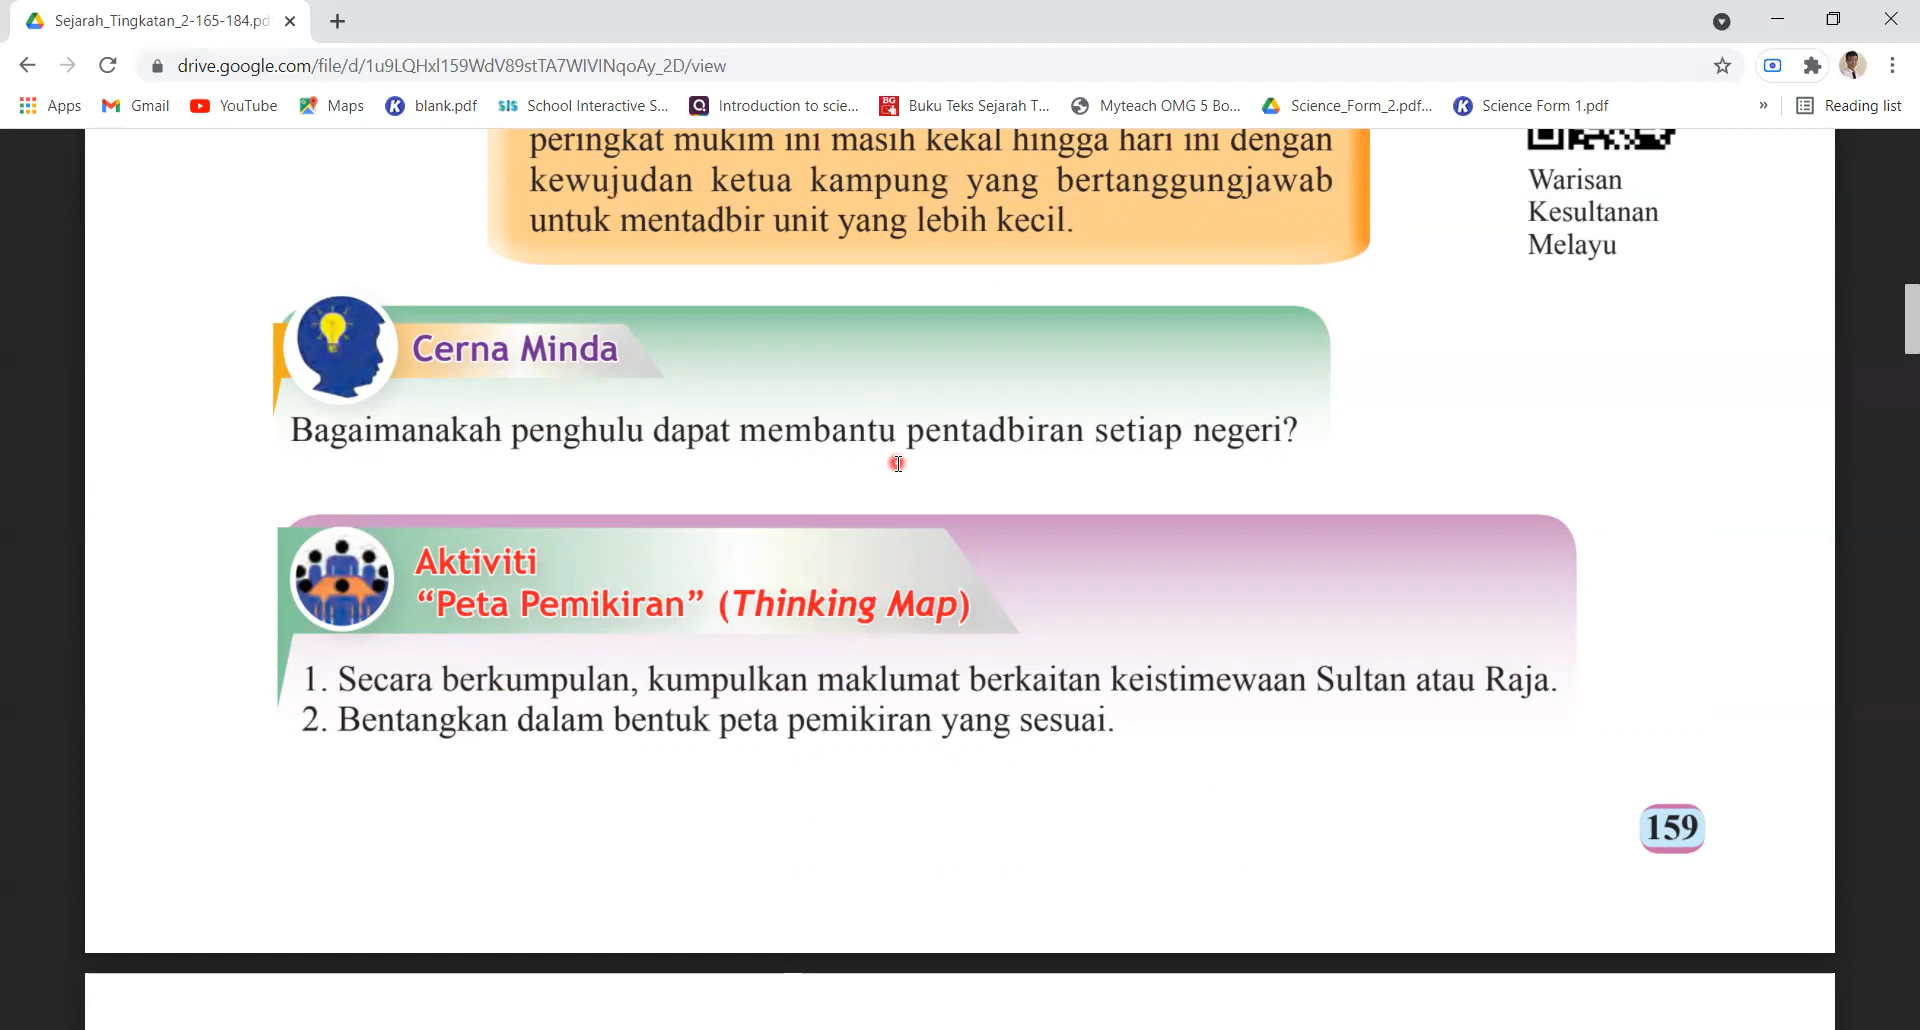 Sejarah_Tingkatan_2-165-184.pd
drive.google.com/file/d/1u9LQHxl159WdV89stTA7WlVINqoAy_2D/view
Apps Gmail YouTube Maps blank.pdf SIS School Interactive S... Introduction to scie... BG Buku Teks Sejarah T... Myteach OMG 5 Bo... Science_Form_2.pdf... Science Form 1.pdf » Reading list
peringkat mukim ini masih kekal hingga hari ini dengan
kewujudan ketua kampung yang bertanggungjawab
untuk mentadbir unit yang lebih kecil.
Warisan
Kesultanan
Melayu
Cerna Minda
Bagaimanakah penghulu dapat membantu pentadbiran setiap negeri?
Aktiviti
“Peta Pemikiran” (Thinking Map)
1. Secara berkumpulan, kumpulkan maklumat berkaitan keistimewaan Sultan atau Raja.
2. Bentangkan dalam bentuk peta pemikiran yang sesuai.
159